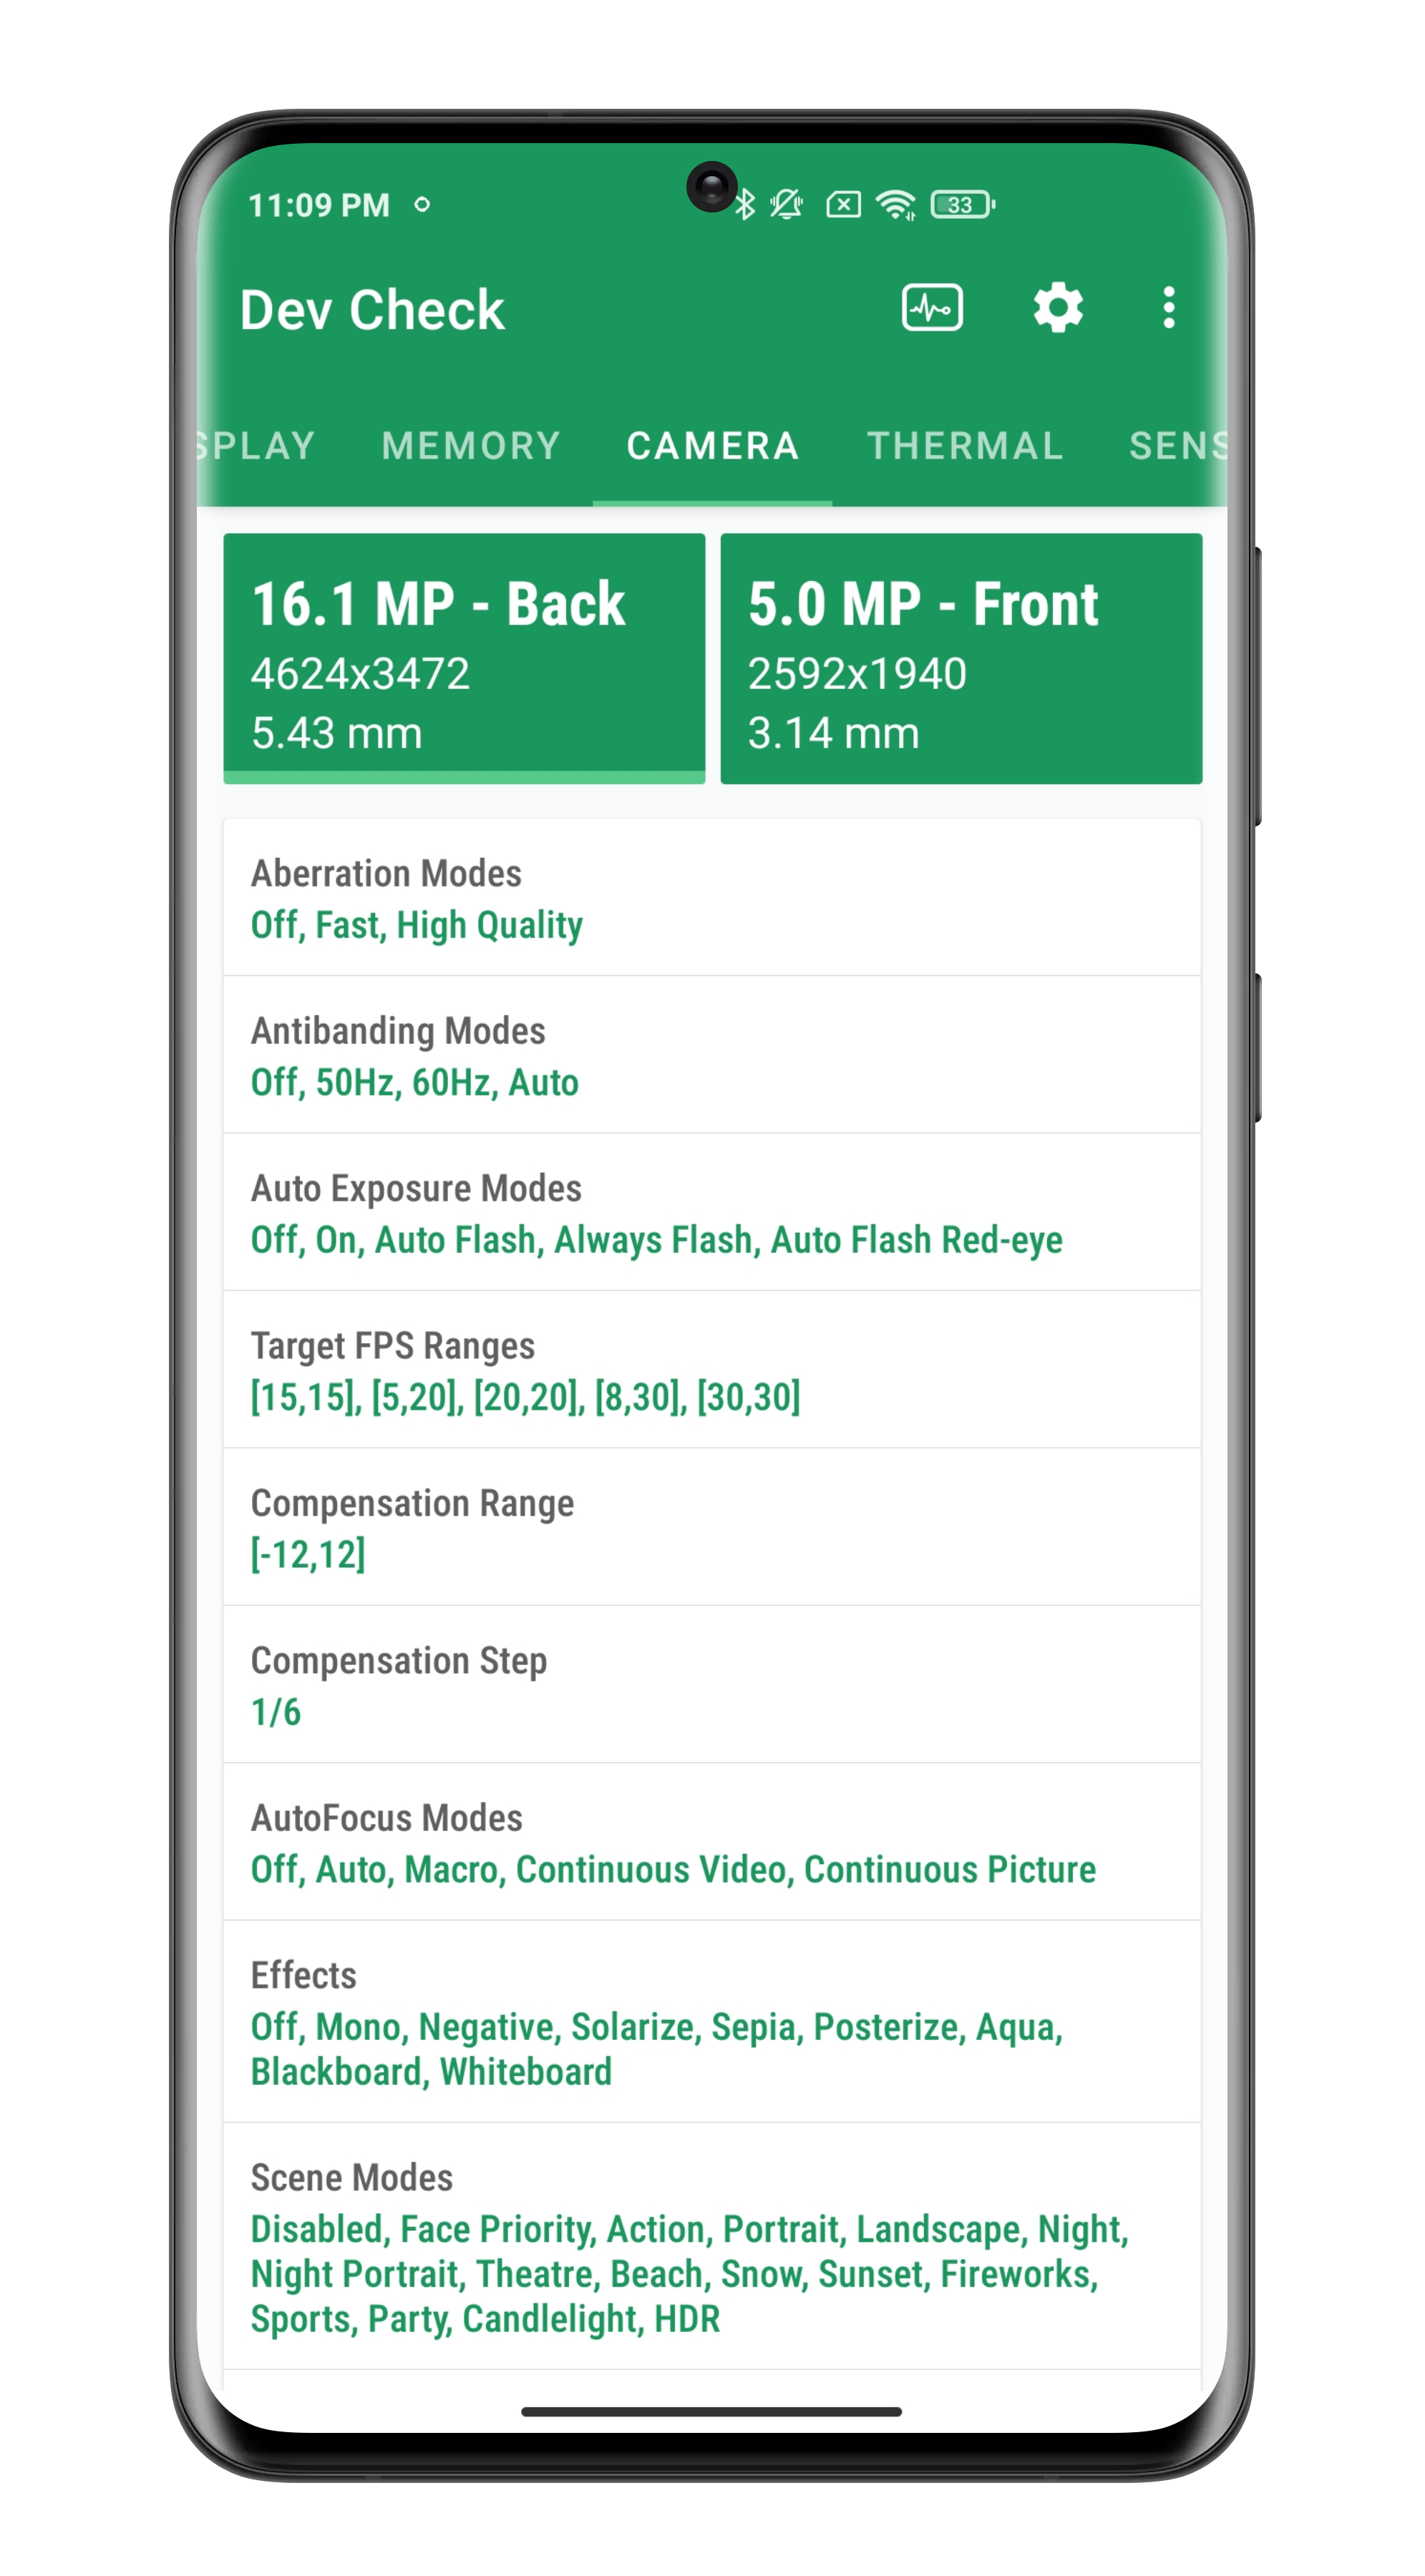 11:09 PM
33
Dev Check
SPLAY MEMORY CAMERA THERMAL SENS
16.1 MP - Back
4624x3472
5.43 mm
5.0 MP - Front
2592x1940
3.14 mm
Aberration Modes
Off, Fast, High Quality
Antibanding Modes
Off, 50Hz, 60Hz, Auto
Auto Exposure Modes
Off, On, Auto Flash, Always Flash, Auto Flash Red-eye
Target FPS Ranges
[15,15], [5,20], [20,20], [8,30], [30,30]
Compensation Range
[-12,12]
Compensation Step
1/6
AutoFocus Modes
Off, Auto, Macro, Continuous Video, Continuous Picture
Effects
Off, Mono, Negative, Solarize, Sepia, Posterize, Aqua,
Blackboard, Whiteboard
Scene Modes
Disabled, Face Priority, Action, Portrait, Landscape, Night,
Night Portrait, Theatre, Beach, Snow, Sunset, Fireworks,
Sports, Party, Candlelight, HDR